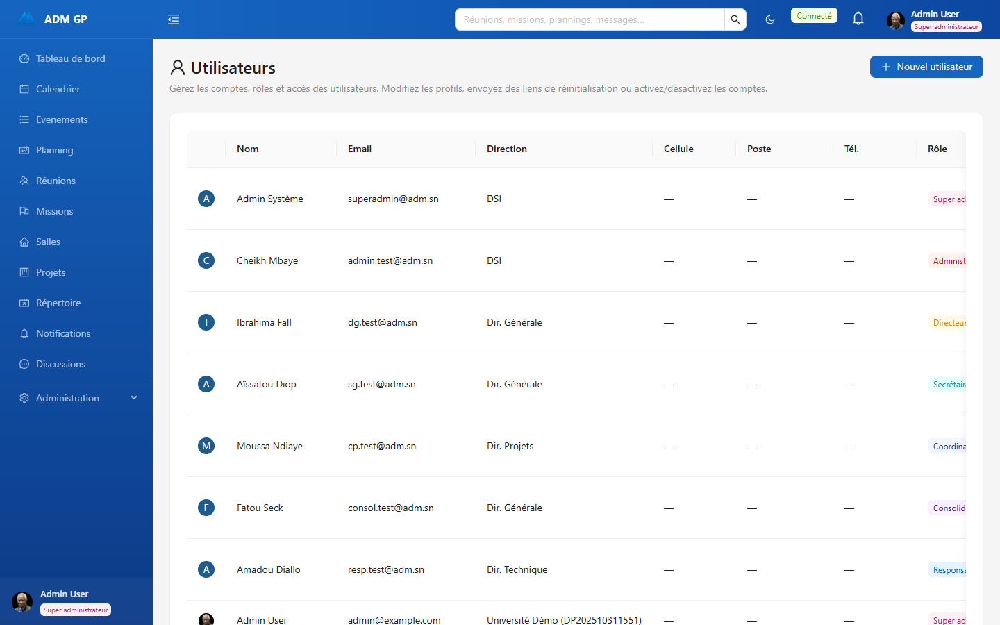 ADM GP
Réunions, missions, plannings, messages...
Connecté
Admin User
Super administrateur
Tableau de bord
Calendrier
Evenements
Planning
Réunions
Missions
Salles
Projets
Répertoire
Notifications
Discussions
Administration
Admin User
Super administrateur
Utilisateurs
Nouvel utilisateur
Gérez les comptes, rôles et accès des utilisateurs. Modifiez les profils, envoyez des liens de réinitialisation ou activez/désactivez les comptes.
Nom Email Direction Cellule Poste Tél. Rôle
A Admin Système superadmin@adm.sn DSI — — — Super ad
C Cheikh Mbaye admin.test@adm.sn DSI — — — Administ
I Ibrahima Fall dg.test@adm.sn Dir. Générale — — — Directeur
A Aïssatou Diop sg.test@adm.sn Dir. Générale — — — Secrétair
M Moussa Ndiaye cp.test@adm.sn Dir. Projets — — — Coordina
F Fatou Seck consol.test@adm.sn Dir. Générale — — — Consolid
A Amadou Diallo resp.test@adm.sn Dir. Technique — — — Responsa
Admin User admin@example.com Université Démo (DP202510311551) — — — Super ad